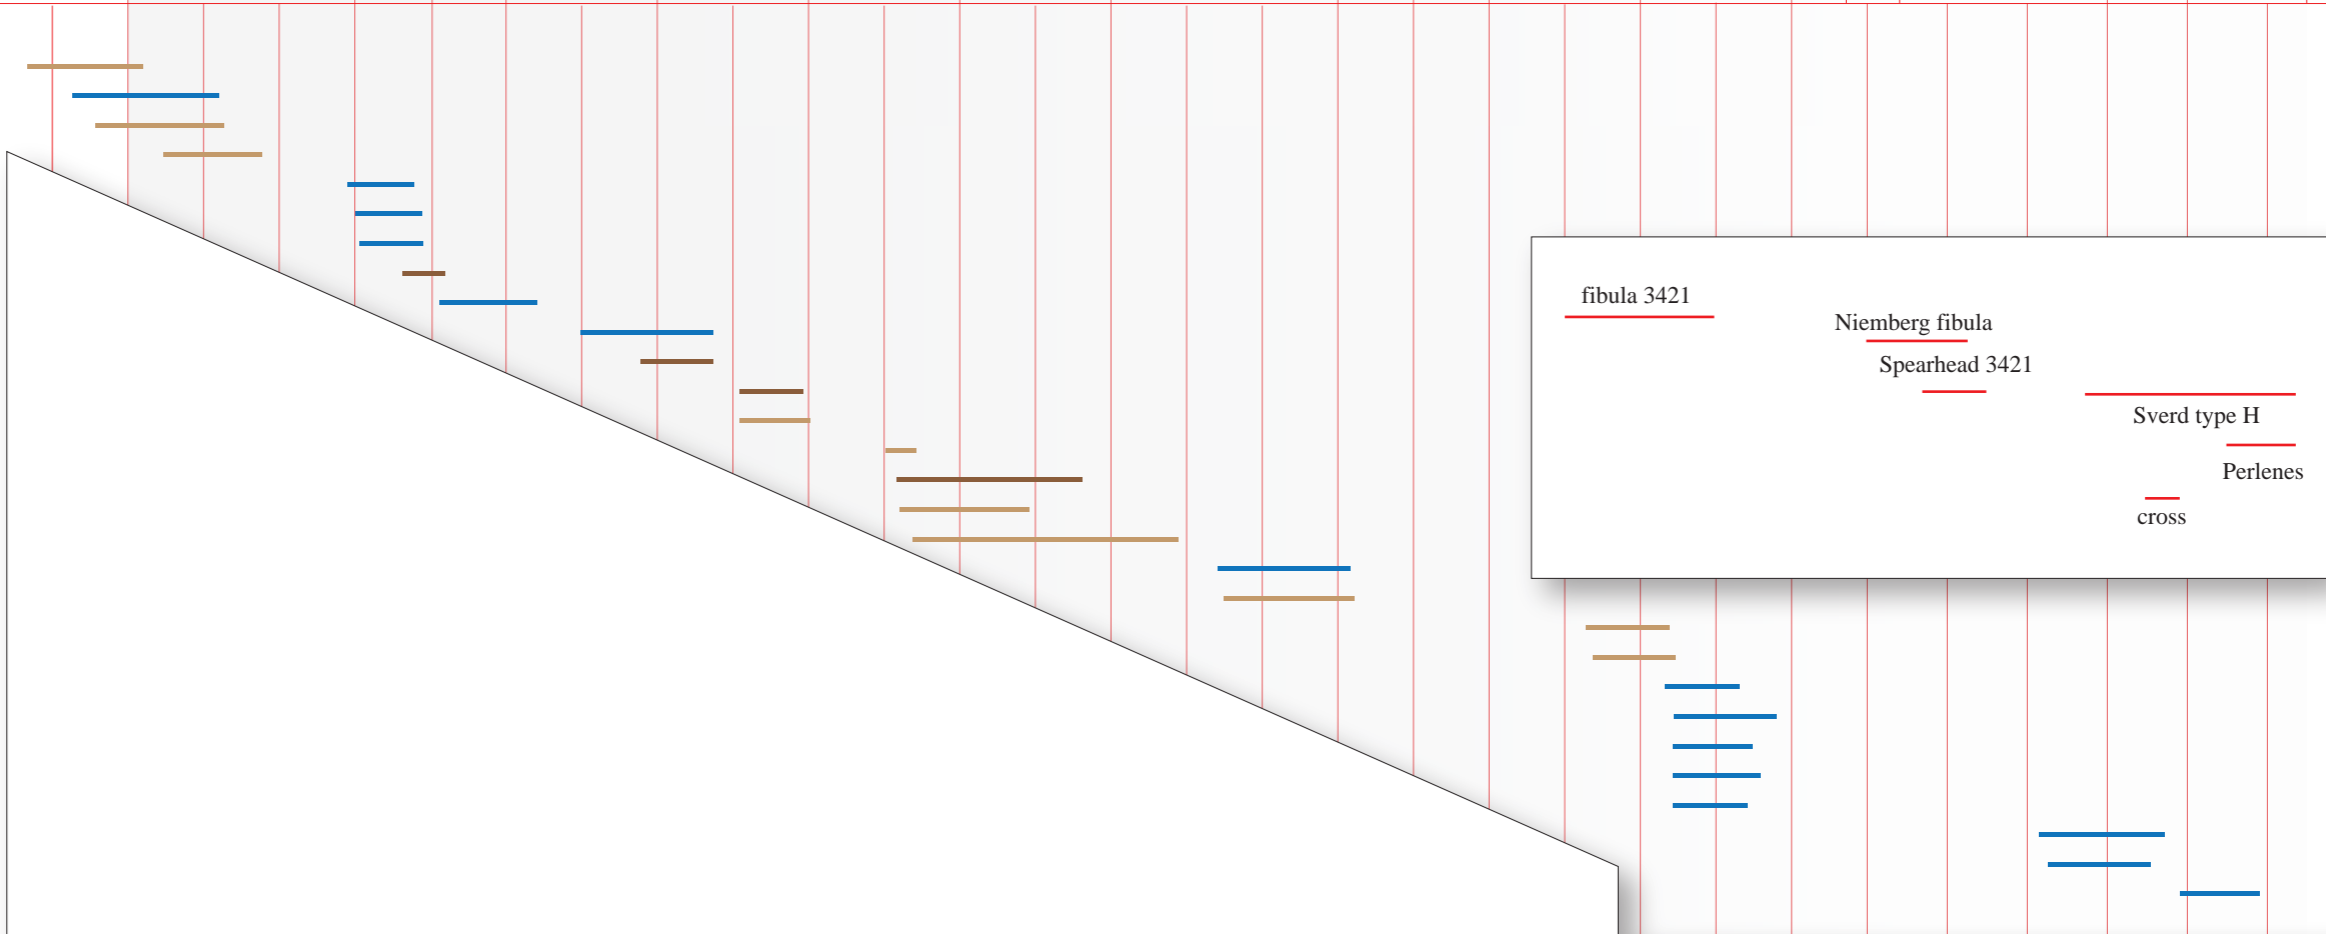 fibula 3421
Niemberg fibula
Spearhead 3421
Sverd type H
Perlenes
cross